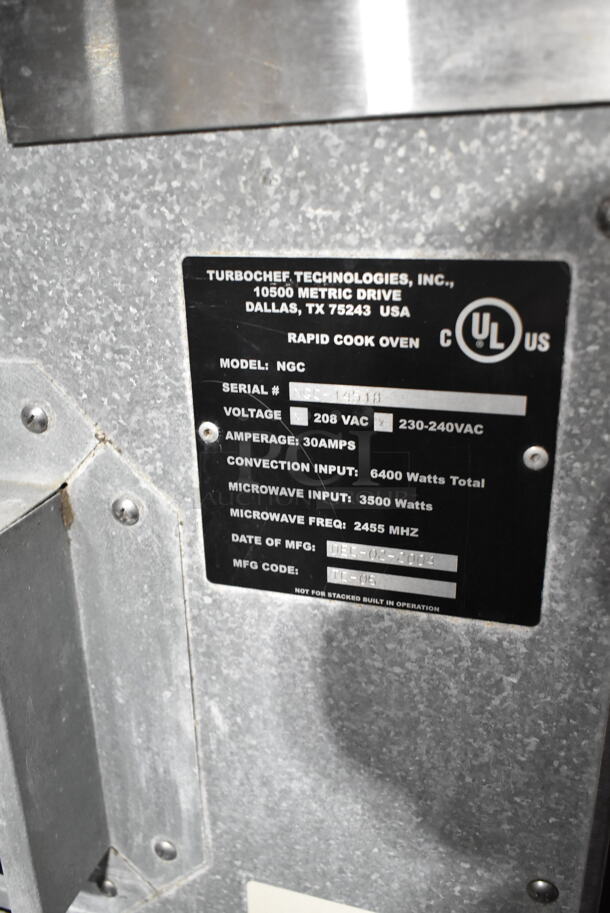 TURBOCHEF TECHNOLOGIES, INC.,
10500 METRIC DRIVE
DALLAS, TX 75243 USA
RAPID COOK OVEN
C UL US
MODEL: NGC
SERIAL #
VOLTAGE 208 VAC 230-240VAC
AMPERAGE: 30AMPS
CONVECTION INPUT: 6400 Watts Total
MICROWAVE INPUT: 3500 Watts
MICROWAVE FREQ: 2455 MHZ
DATE OF MFG:
MFG CODE: TC-06
NOT FOR STACKED BUILT IN OPERATION